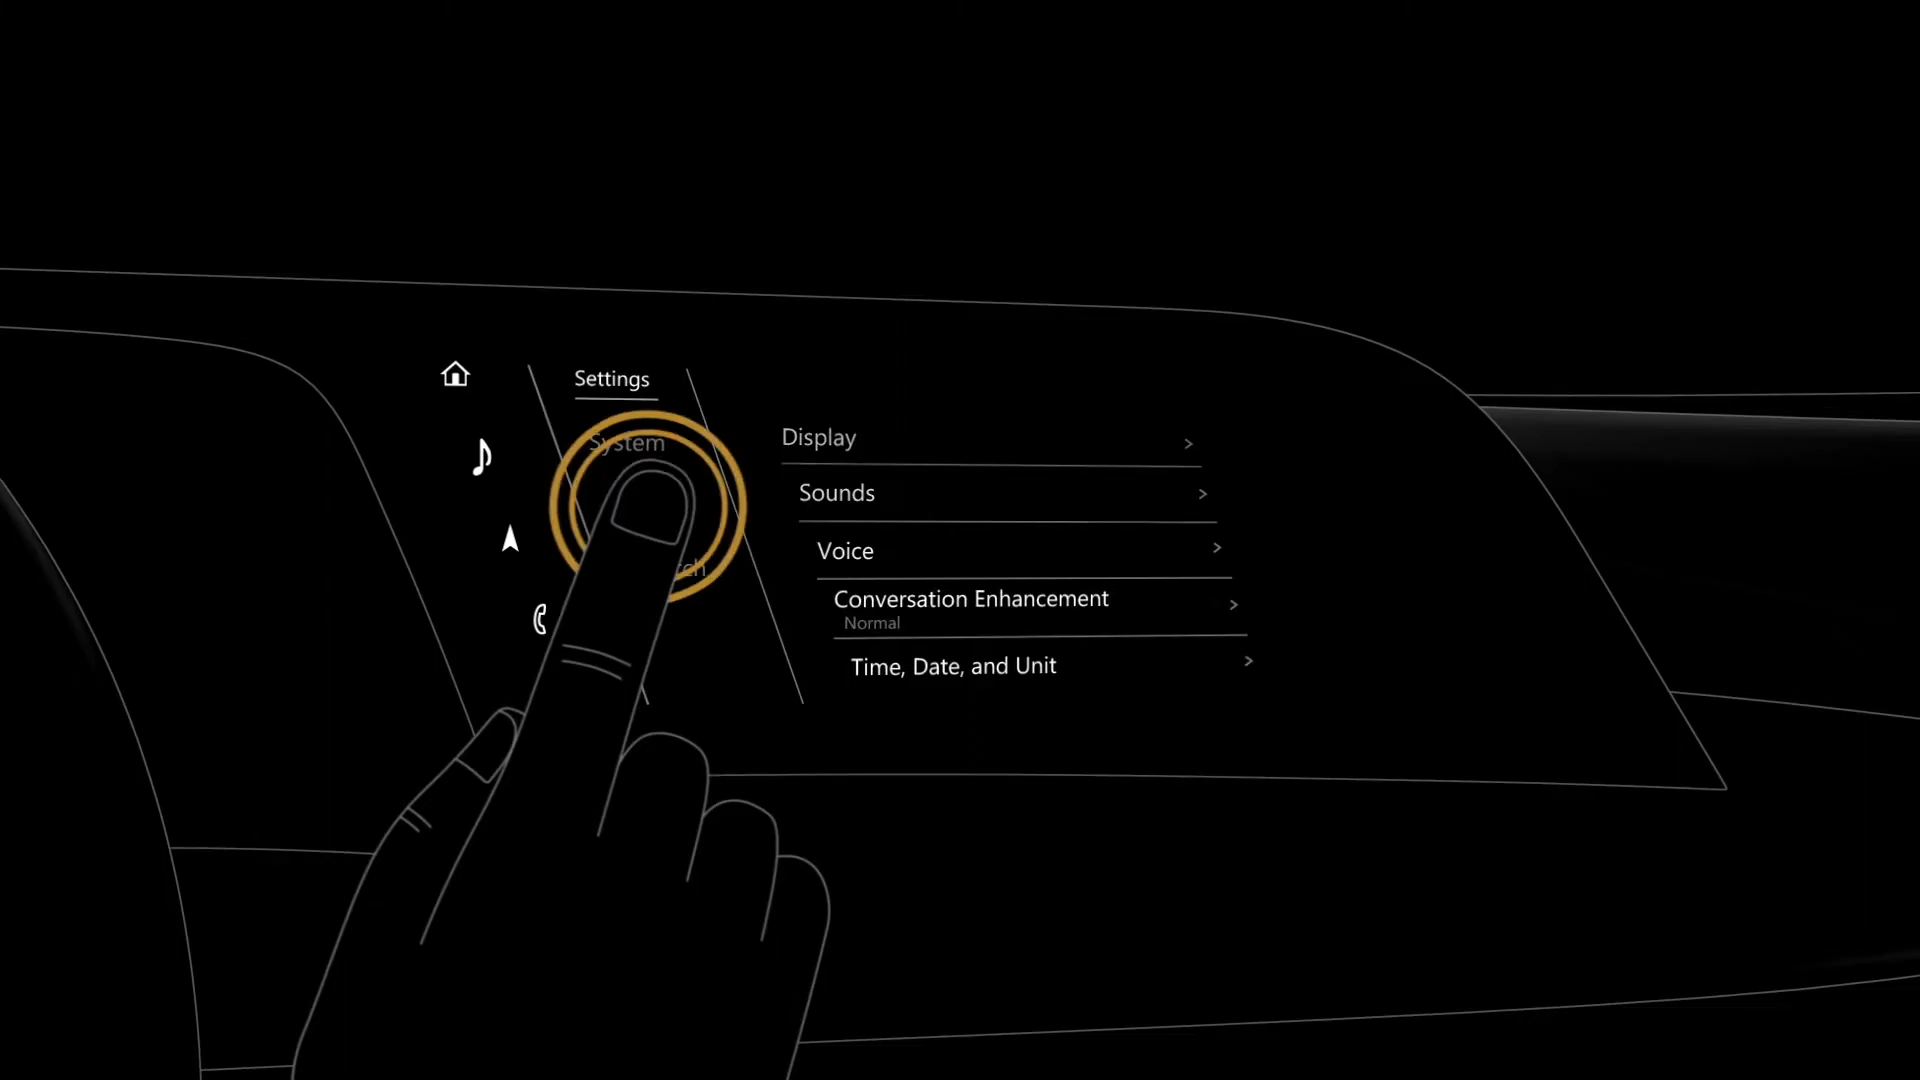 Settings
System
Display
Sounds
Voice
Conversation Enhancement
Normal
Time, Date, and Unit